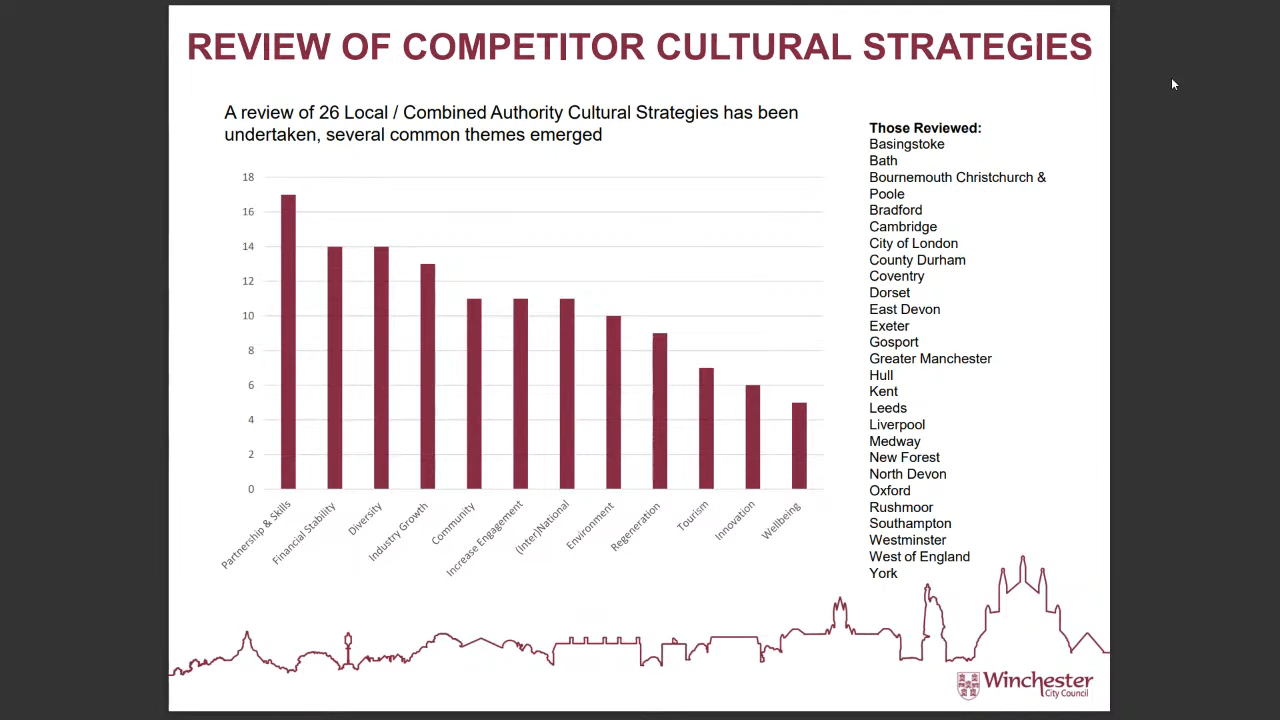 REVIEW OF COMPETITOR CULTURAL STRATEGIES
A review of 26 Local / Combined Authority Cultural Strategies has been
undertaken, several common themes emerged
18
16
14
12
10
8
6
4
2
0
Partnership & Skills
Financial Stability
Diversity
Industry Growth
Community
Increase Engagement
(Inter)National
Environment
Regeneration
Tourism
Innovation
Wellbeing
Those Reviewed:
Basingstoke
Bath
Bournemouth Christchurch &
Poole
Bradford
Cambridge
City of London
County Durham
Coventry
Dorset
East Devon
Exeter
Gosport
Greater Manchester
Hull
Kent
Leeds
Liverpool
Medway
New Forest
North Devon
Oxford
Rushmoor
Southampton
Westminster
West of England
York
Winchester
City Council